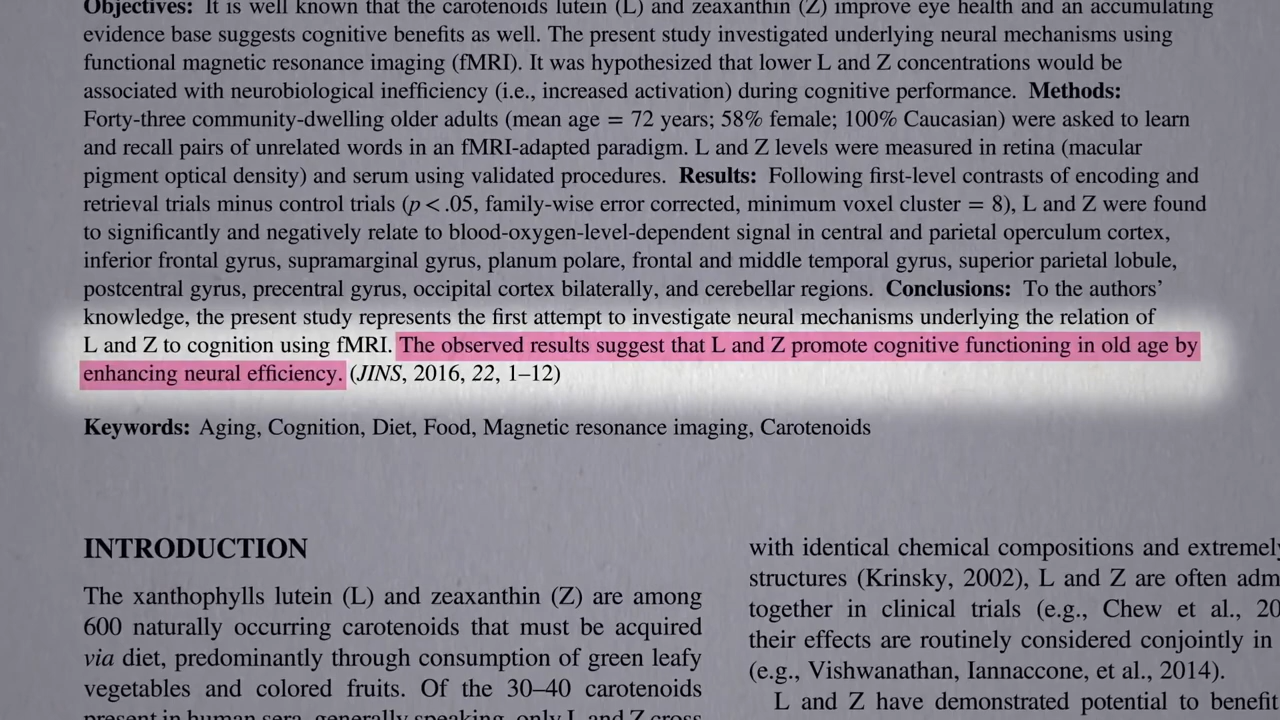 Objectives: It is well known that the carotenoids lutein (L) and zeaxanthin (Z) improve eye health and an accumulating
evidence base suggests cognitive benefits as well. The present study investigated underlying neural mechanisms using
functional magnetic resonance imaging (fMRI). It was hypothesized that lower L and Z concentrations would be
associated with neurobiological inefficiency (i.e., increased activation) during cognitive performance. Methods:
Forty-three community-dwelling older adults (mean age = 72 years; 58% female; 100% Caucasian) were asked to learn
and recall pairs of unrelated words in an fMRI-adapted paradigm. L and Z levels were measured in retina (macular
pigment optical density) and serum using validated procedures. Results: Following first-level contrasts of encoding and
retrieval trials minus control trials (p < .05, family-wise error corrected, minimum voxel cluster = 8), L and Z were found
to significantly and negatively relate to blood-oxygen-level-dependent signal in central and parietal operculum cortex,
inferior frontal gyrus, supramarginal gyrus, planum polare, frontal and middle temporal gyrus, superior parietal lobule,
postcentral gyrus, precentral gyrus, occipital cortex bilaterally, and cerebellar regions. Conclusions: To the authors’
knowledge, the present study represents the first attempt to investigate neural mechanisms underlying the relation of
L and Z to cognition using fMRI. The observed results suggest that L and Z promote cognitive functioning in old age by
enhancing neural efficiency. (JINS, 2016, 22, 1–12)
Keywords: Aging, Cognition, Diet, Food, Magnetic resonance imaging, Carotenoids
INTRODUCTION
The xanthophylls lutein (L) and zeaxanthin (Z) are among
600 naturally occurring carotenoids that must be acquired
via diet, predominantly through consumption of green leafy
vegetables and colored fruits. Of the 30–40 carotenoids
present in human sera, generally speaking, only L and Z cross
with identical chemical compositions and extremely
structures (Krinsky, 2002), L and Z are often adm
together in clinical trials (e.g., Chew et al., 20
their effects are routinely considered conjointly in
(e.g., Vishwanathan, Iannaccone, et al., 2014).
L and Z have demonstrated potential to benefit